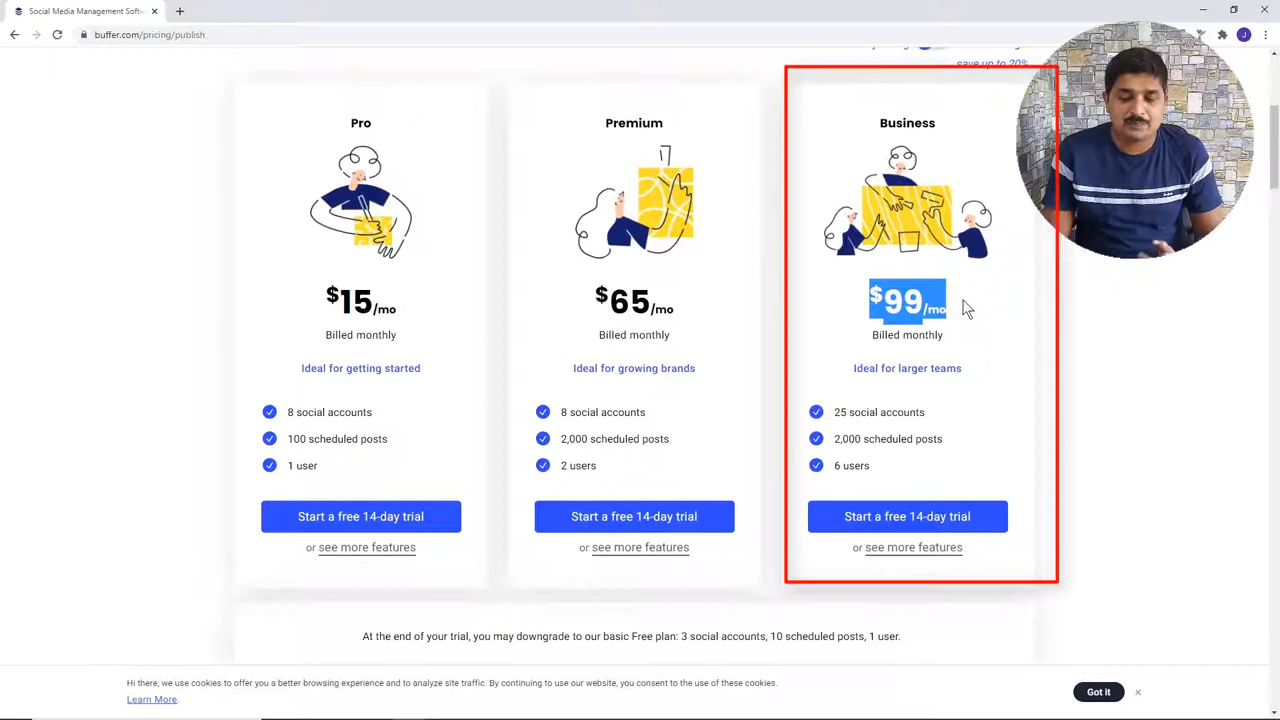 Social Media Management Softw
buffer.com/pricing/publish
J
save up to 20%
Pro
$15/mo
Billed monthly
Ideal for getting started
8 social accounts
100 scheduled posts
1 user
Start a free 14-day trial
or see more features
Premium
$65/mo
Billed monthly
Ideal for growing brands
8 social accounts
2,000 scheduled posts
2 users
Start a free 14-day trial
or see more features
Business
$99/mo
Billed monthly
Ideal for larger teams
25 social accounts
2,000 scheduled posts
6 users
Start a free 14-day trial
or see more features
At the end of your trial, you may downgrade to our basic Free plan: 3 social accounts, 10 scheduled posts, 1 user.
Hi there, we use cookies to offer you a better browsing experience and to analyze site traffic. By continuing to use our website, you consent to the use of these cookies.
Learn More.
Got it